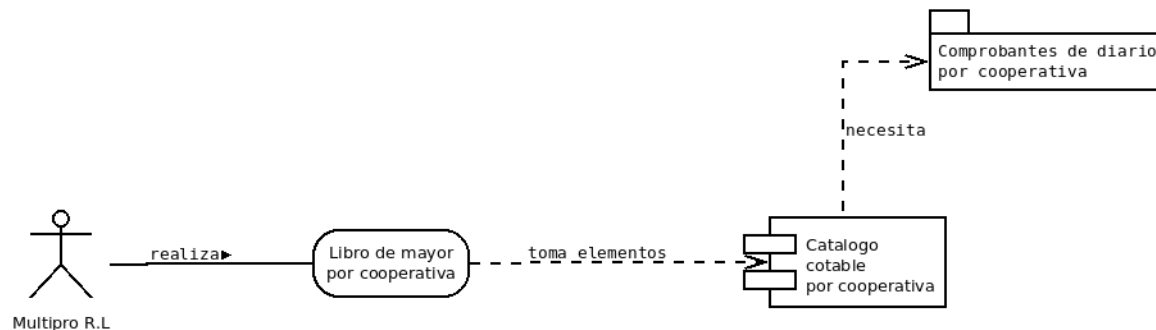 Comprobantes de diario
por cooperativa
necesita
realiza▶
Libro de mayor
por cooperativa
toma elementos
Catalogo
cotable
por cooperativa
Multipro R.L